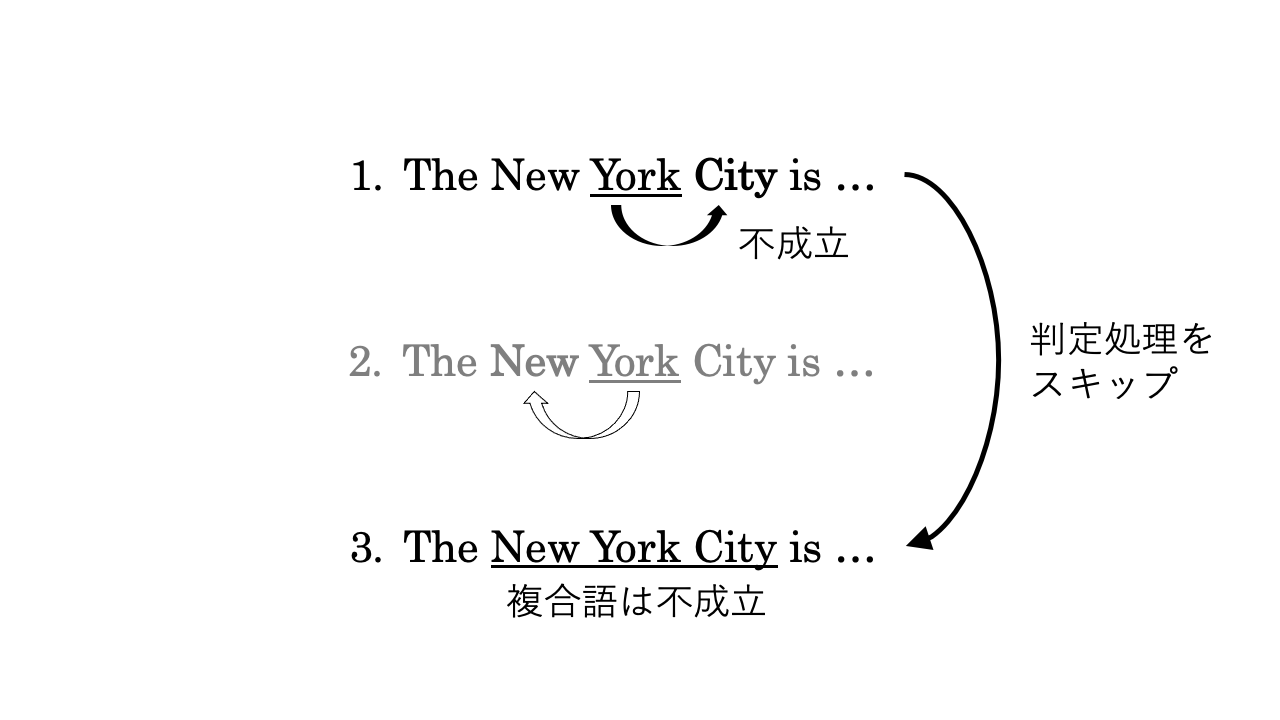 1. The New York City is …
不成立
2. The New York City is …
判定処理を
スキップ
3. The New York City is …
複合語は不成立